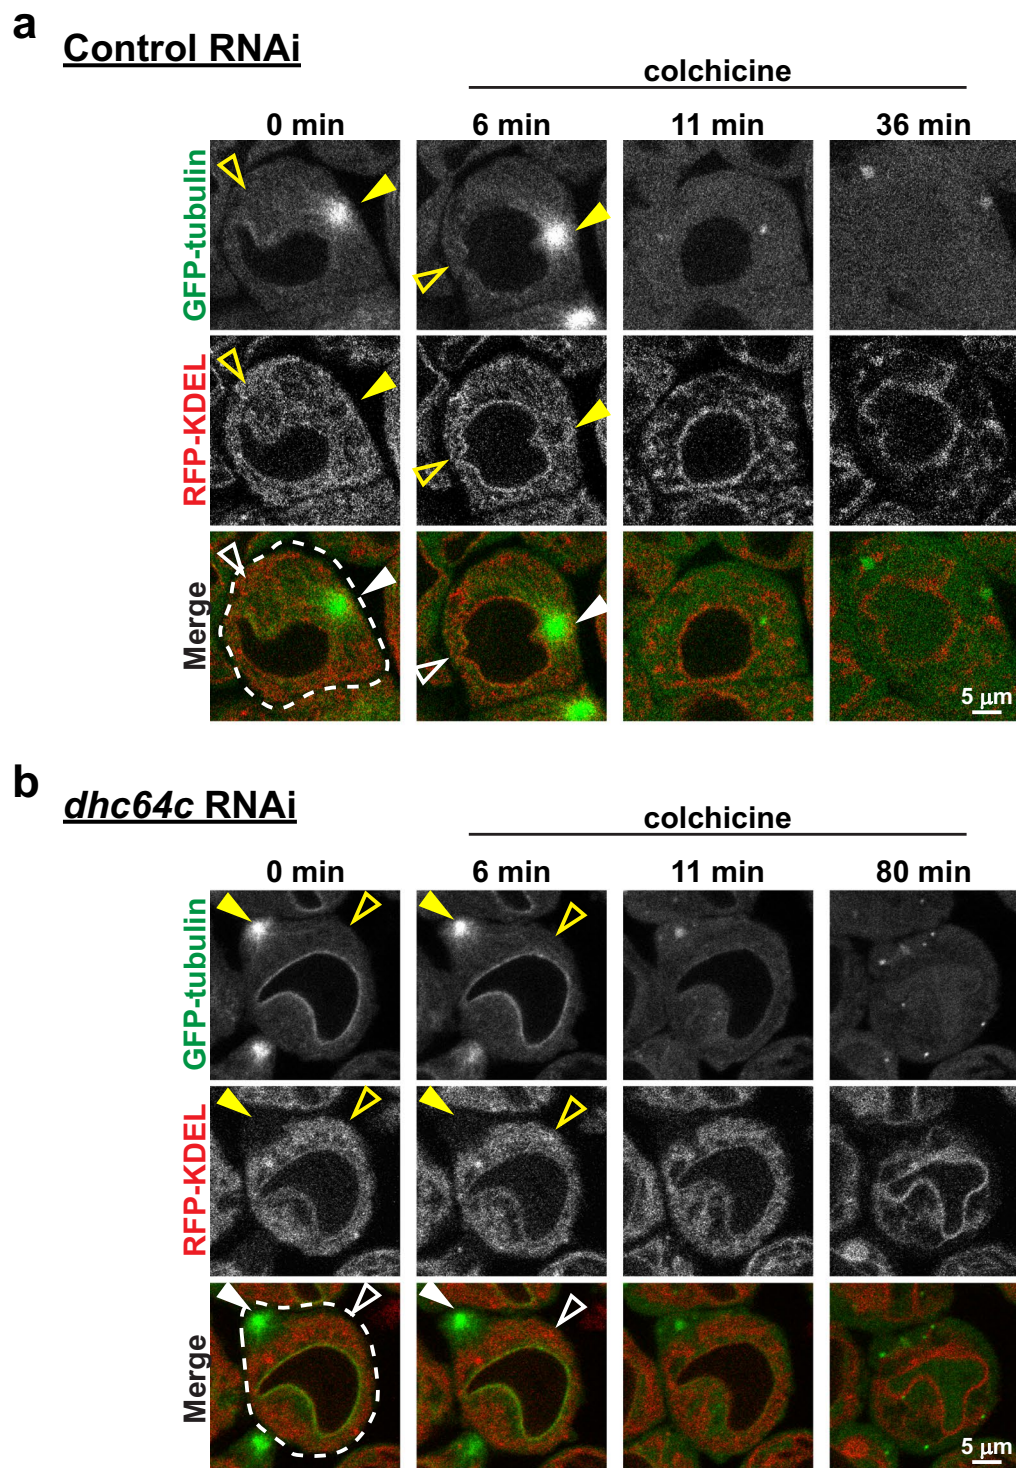 a
Control RNAi
colchicine
0 min 6 min 11 min 36 min
GFP-tubulin
RFP-KDEL
Merge
5 μm
b
dhc64c RNAi
colchicine
0 min 6 min 11 min 80 min
GFP-tubulin
RFP-KDEL
Merge
5 μm